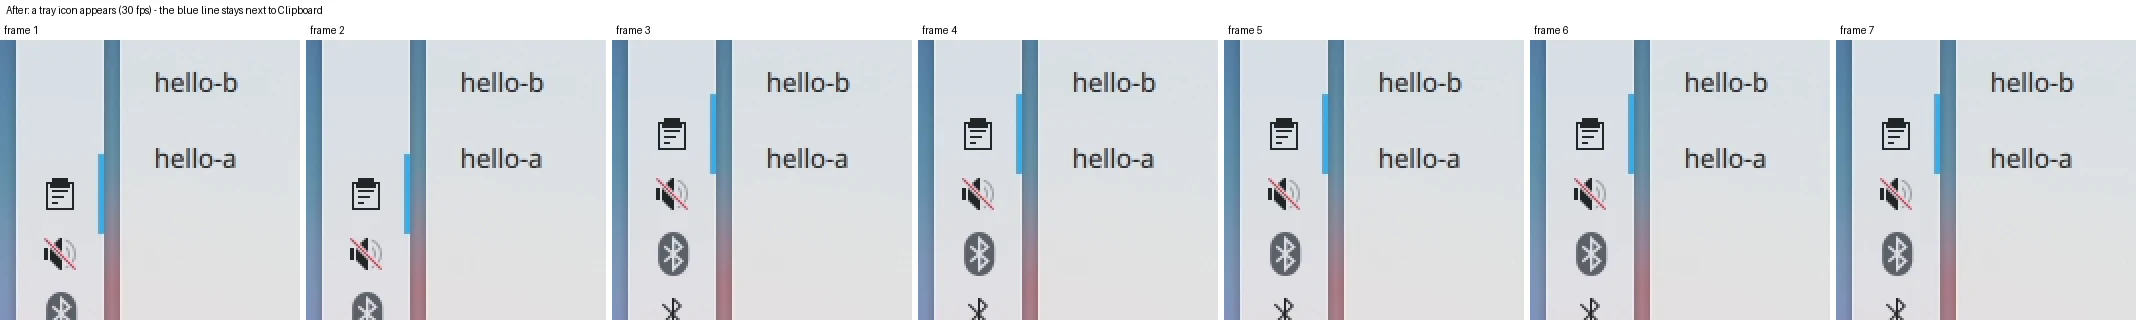 After: a tray icon appears (30 fps) - the blue line stays next to Clipboard
frame 1
frame 2
frame 3
frame 4
frame 5
frame 6
frame 7
hello-b
hello-b
hello-b
hello-b
hello-b
hello-b
hello-b
hello-a
hello-a
hello-a
hello-a
hello-a
hello-a
hello-a